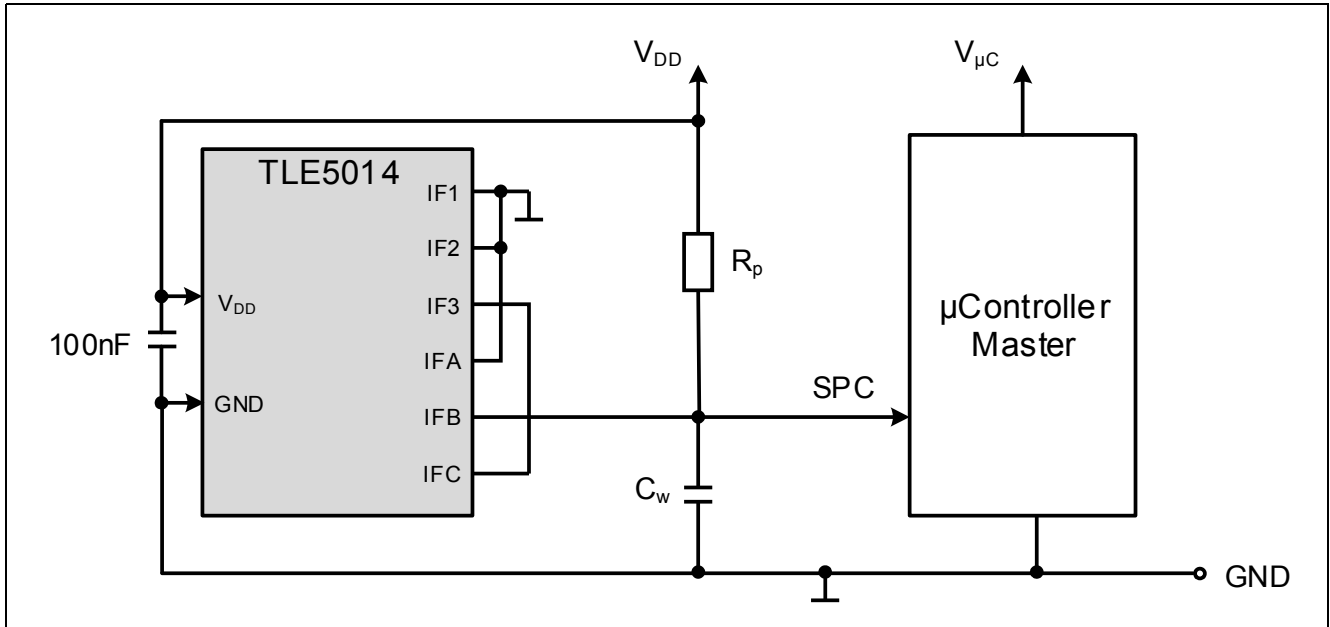 V_DD
V_µC
TLE5014
IF1
IF2
R_p
V_DD
IF3
µController
Master
100nF
IFA
SPC
GND
IFB
IFC
C_w
GND